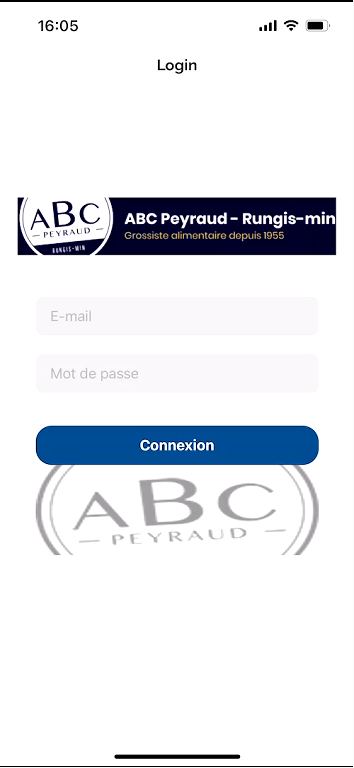 16:05
Login
ABC
PEYRAUD
RUNGIS-MIN
ABC Peyraud - Rungis-min
Grossiste alimentaire depuis 1955
E-mail
Mot de passe
Connexion
ABC
PEYRAUD